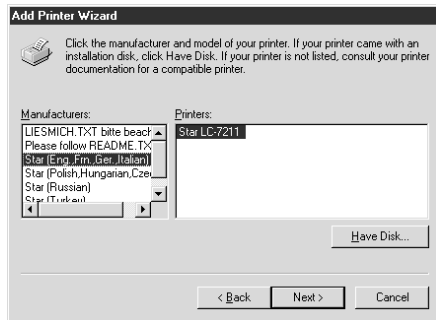 Add Printer Wizard
Click the manufacturer and model of your printer. If your printer came with an
installation disk, click Have Disk. If your printer is not listed, consult your printer
documentation for a compatible printer.
Manufacturers:
Printers:
LIESMICH.TXT bitte beach
Please follow README.TX
Star (Eng.,Frn.,Ger.,Italian)
Star (Polish,Hungarian,Cze
Star (Russian)
Star (Turkey)
Star LC-7211
Have Disk...
< Back
Next >
Cancel